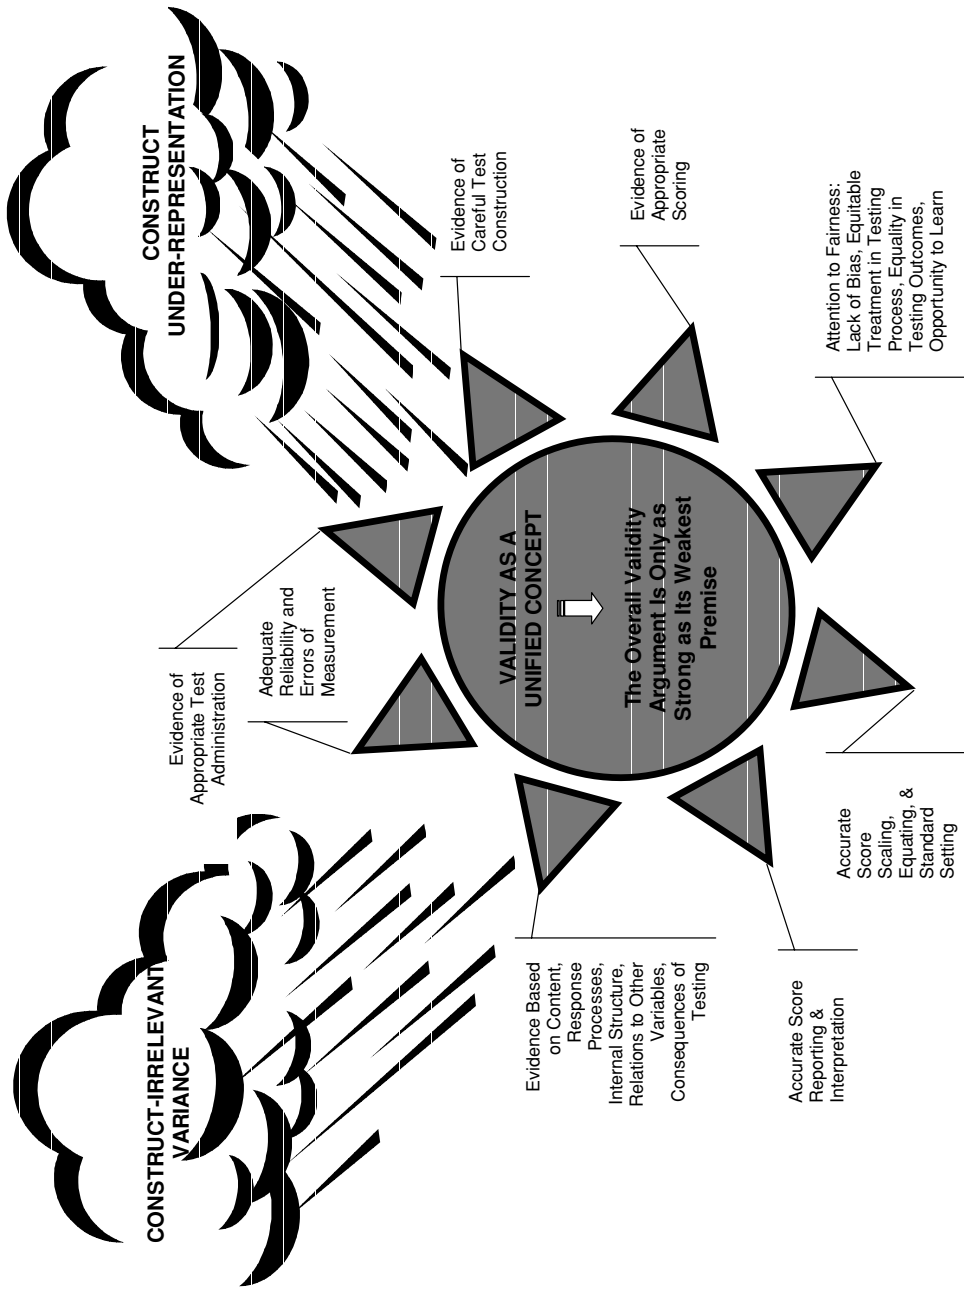 CONSTRUCT-IRRELEVANT
VARIANCE
CONSTRUCT
UNDER-REPRESENTATION
Evidence of
Appropriate Test
Administration
Adequate
Reliability and
Errors of
Measurement
Evidence of
Careful Test
Construction
Evidence of
Appropriate
Scoring
VALIDITY AS A
UNIFIED CONCEPT
The Overall Validity
Argument Is Only as
Strong as Its Weakest
Premise
Evidence Based
on Content,
Response
Processes,
Internal Structure,
Relations to Other
Variables,
Consequences of
Testing
Accurate Score
Reporting &
Interpretation
Accurate
Score
Scaling,
Equating, &
Standard
Setting
Attention to Fairness:
Lack of Bias, Equitable
Treatment in Testing
Process, Equality in
Testing Outcomes,
Opportunity to Learn